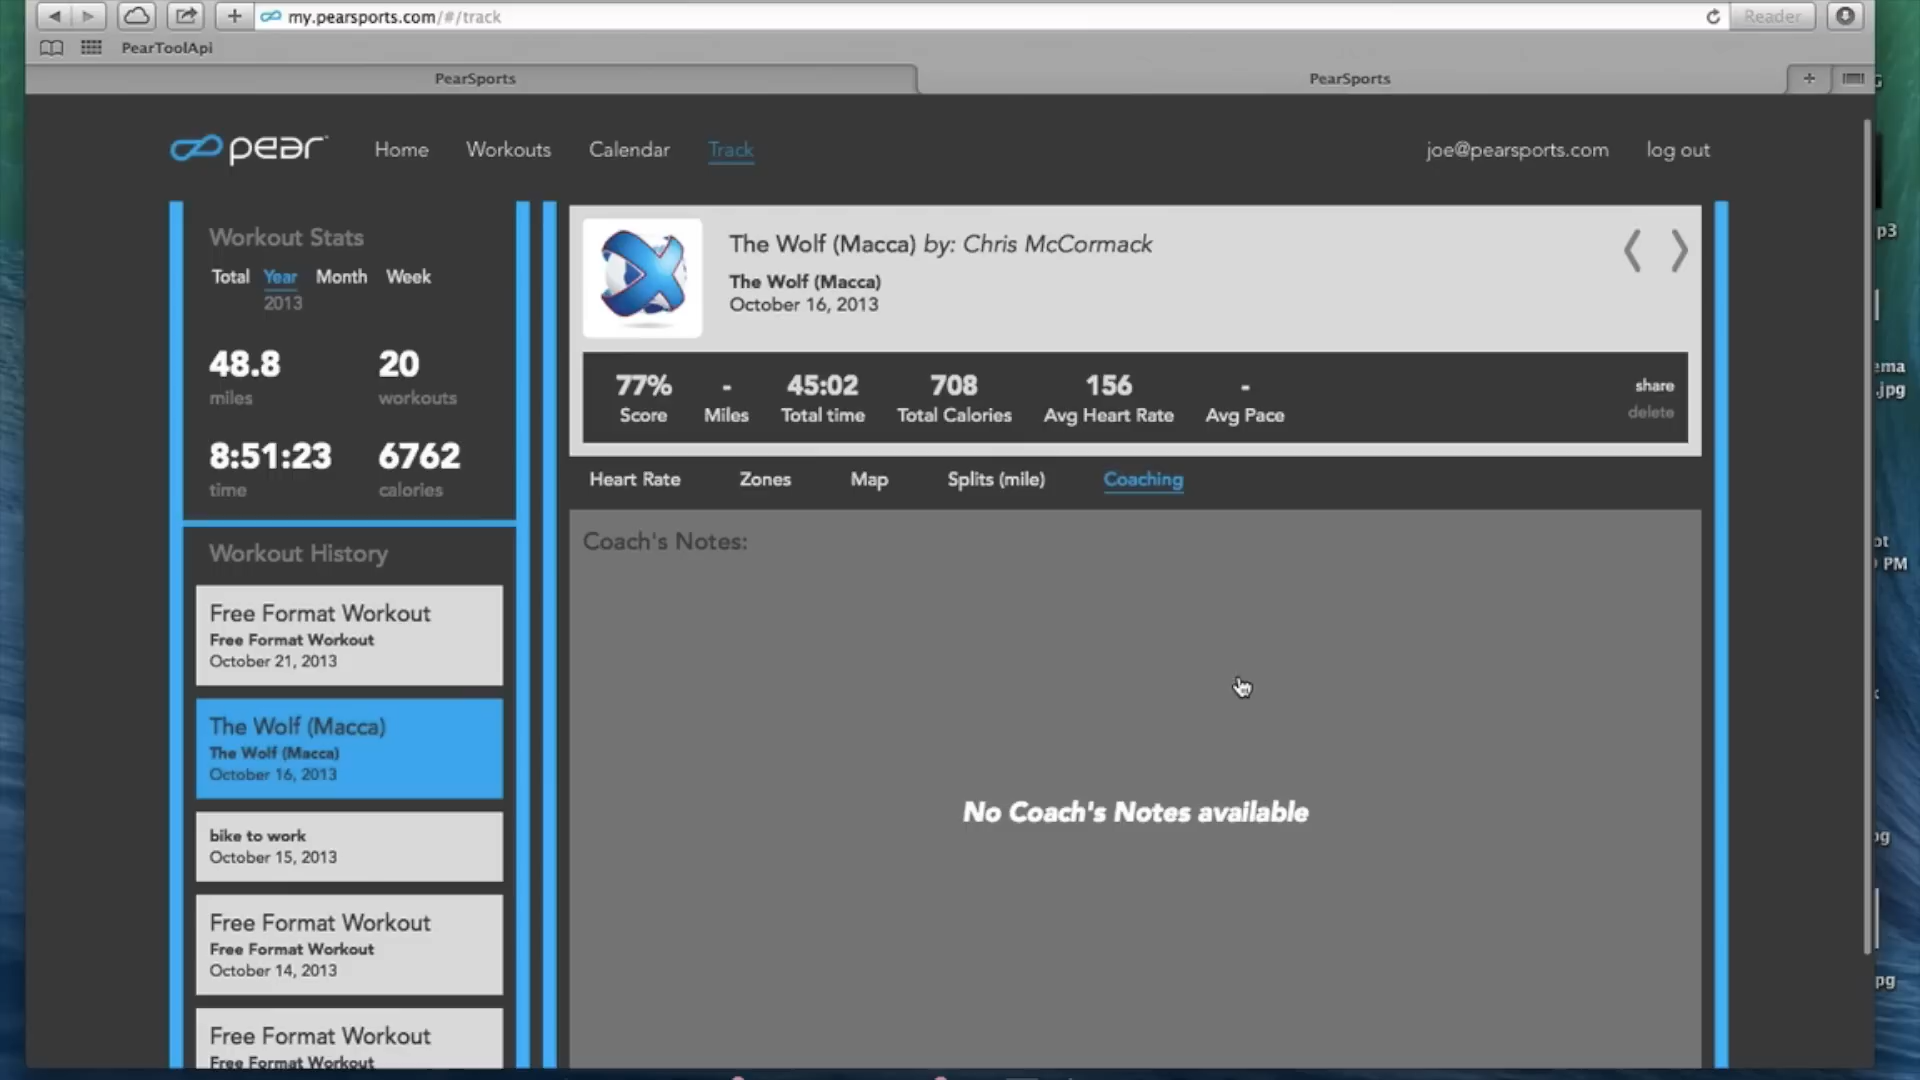 my.pearsports.com/#/track
Reader
PearToolApi
PearSports
PearSports
pear
Home
Workouts
Calendar
Track
joe@pearsports.com
log out
Workout Stats
Total
Year
Month
Week
2013
48.8
miles
20
workouts
8:51:23
time
6762
calories
Workout History
Free Format Workout
Free Format Workout
October 21, 2013
The Wolf (Macca)
The Wolf (Macca)
October 16, 2013
bike to work
October 15, 2013
Free Format Workout
Free Format Workout
October 14, 2013
Free Format Workout
Free Format Workout
The Wolf (Macca) by: Chris McCormack
The Wolf (Macca)
October 16, 2013
77%
Score
-
Miles
45:02
Total time
708
Total Calories
156
Avg Heart Rate
-
Avg Pace
share
delete
Heart Rate
Zones
Map
Splits (mile)
Coaching
Coach's Notes:
No Coach's Notes available
p3
ema
.jpg
PM
pg